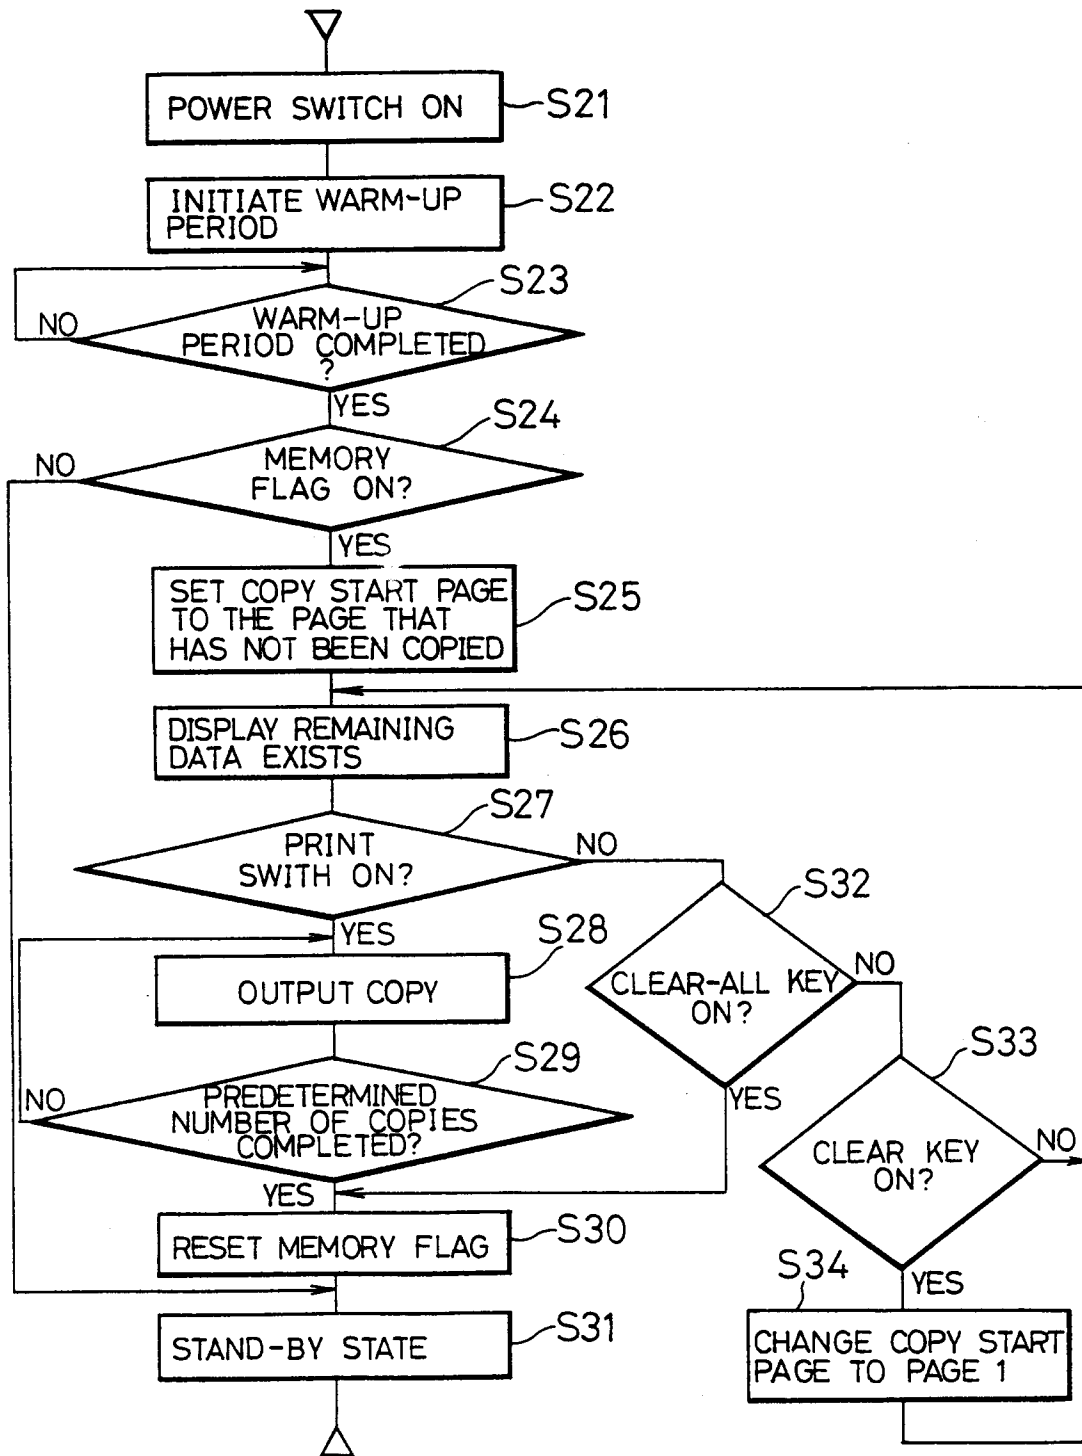 POWER SWITCH ON
S21
INITIATE WARM-UP
PERIOD
S22
S23
WARM-UP
PERIOD COMPLETED
?
NO
YES
S24
MEMORY
FLAG ON?
NO
YES
SET COPY START PAGE
TO THE PAGE THAT
HAS NOT BEEN COPIED
S25
DISPLAY REMAINING
DATA EXISTS
S26
S27
PRINT
SWITH ON?
NO
YES
S28
OUTPUT COPY
S29
PREDETERMINED
NUMBER OF COPIES
COMPLETED?
NO
YES
RESET MEMORY FLAG
S30
STAND-BY STATE
S31
S32
CLEAR-ALL KEY
ON?
NO
YES
S33
CLEAR KEY
ON?
NO
YES
S34
CHANGE COPY START
PAGE TO PAGE 1